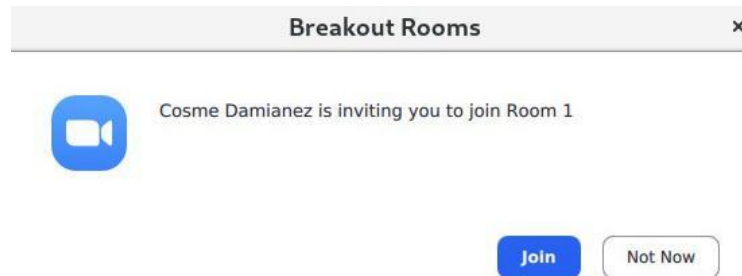 Breakout Rooms
Cosme Damianez is inviting you to join Room 1
Join
Not Now